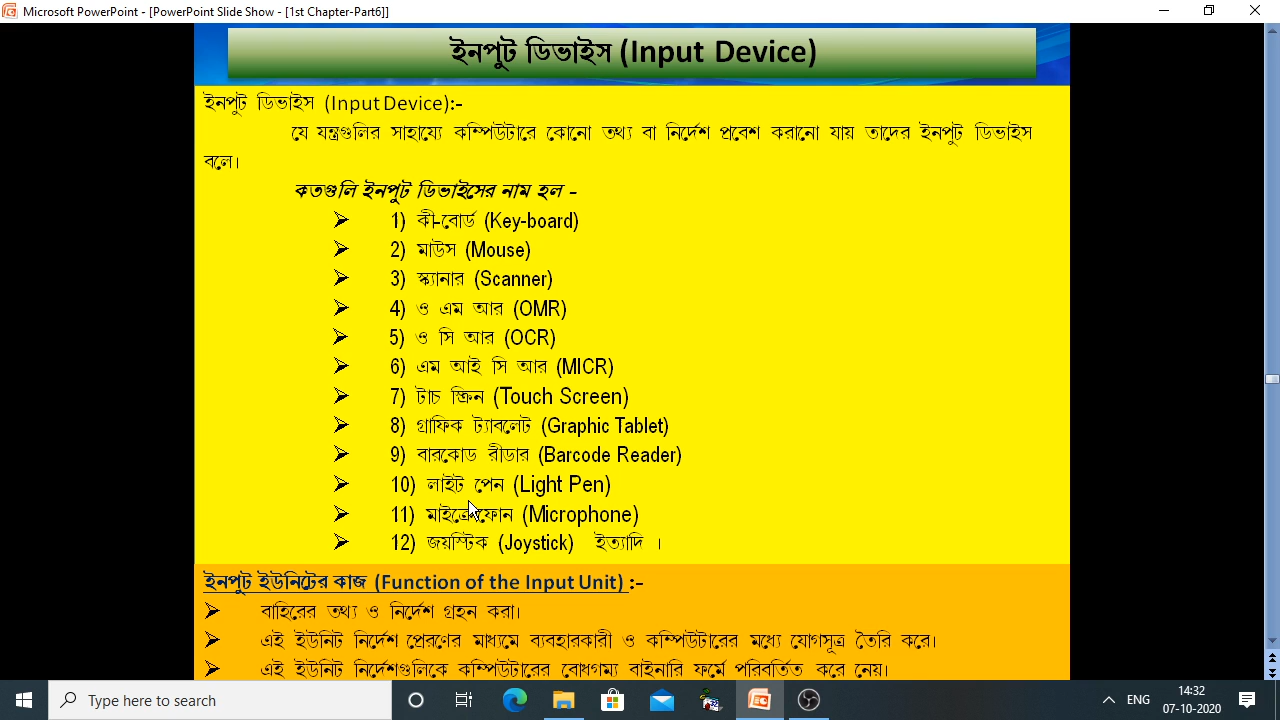 Microsoft PowerPoint - [PowerPoint Slide Show - [1st Chapter-Part6]]
ইনপুট ডিভাইস (Input Device)
ইনপুট ডিভাইস (Input Device):-
যে যন্ত্রগুলির সাহায্যে কম্পিউটারে কোনো তথ্য বা নির্দেশ প্রবেশ করানো যায় তাদের ইনপুট ডিভাইস
বলে।
কতগুলি ইনপুট ডিভাইসের নাম হল -
➢ 1) কী-বোর্ড (Key-board)
➢ 2) মাউস (Mouse)
➢ 3) স্ক্যানার (Scanner)
➢ 4) ও এম আর (OMR)
➢ 5) ও সি আর (OCR)
➢ 6) এম আই সি আর (MICR)
➢ 7) টাচ স্ক্রিন (Touch Screen)
➢ 8) গ্রাফিক ট্যাবলেট (Graphic Tablet)
➢ 9) বারকোড রীডার (Barcode Reader)
➢ 10) লাইট পেন (Light Pen)
➢ 11) মাইক্রোফোন (Microphone)
➢ 12) জয়স্টিক (Joystick) ইত্যাদি ।
ইনপুট ইউনিটের কাজ (Function of the Input Unit) :-
➢ বাহিরের তথ্য ও নির্দেশ গ্রহন করা।
➢ এই ইউনিট নির্দেশ প্রেরণের মাধ্যমে ব্যবহারকারী ও কম্পিউটারের মধ্যে যোগসূত্র তৈরি করে।
➢ এই ইউনিট নির্দেশগুলিকে কম্পিউটারের বোধগম্য বাইনারি ফর্মে পরিবর্তিত করে নেয়।
Type here to search
ENG
14:32
07-10-2020